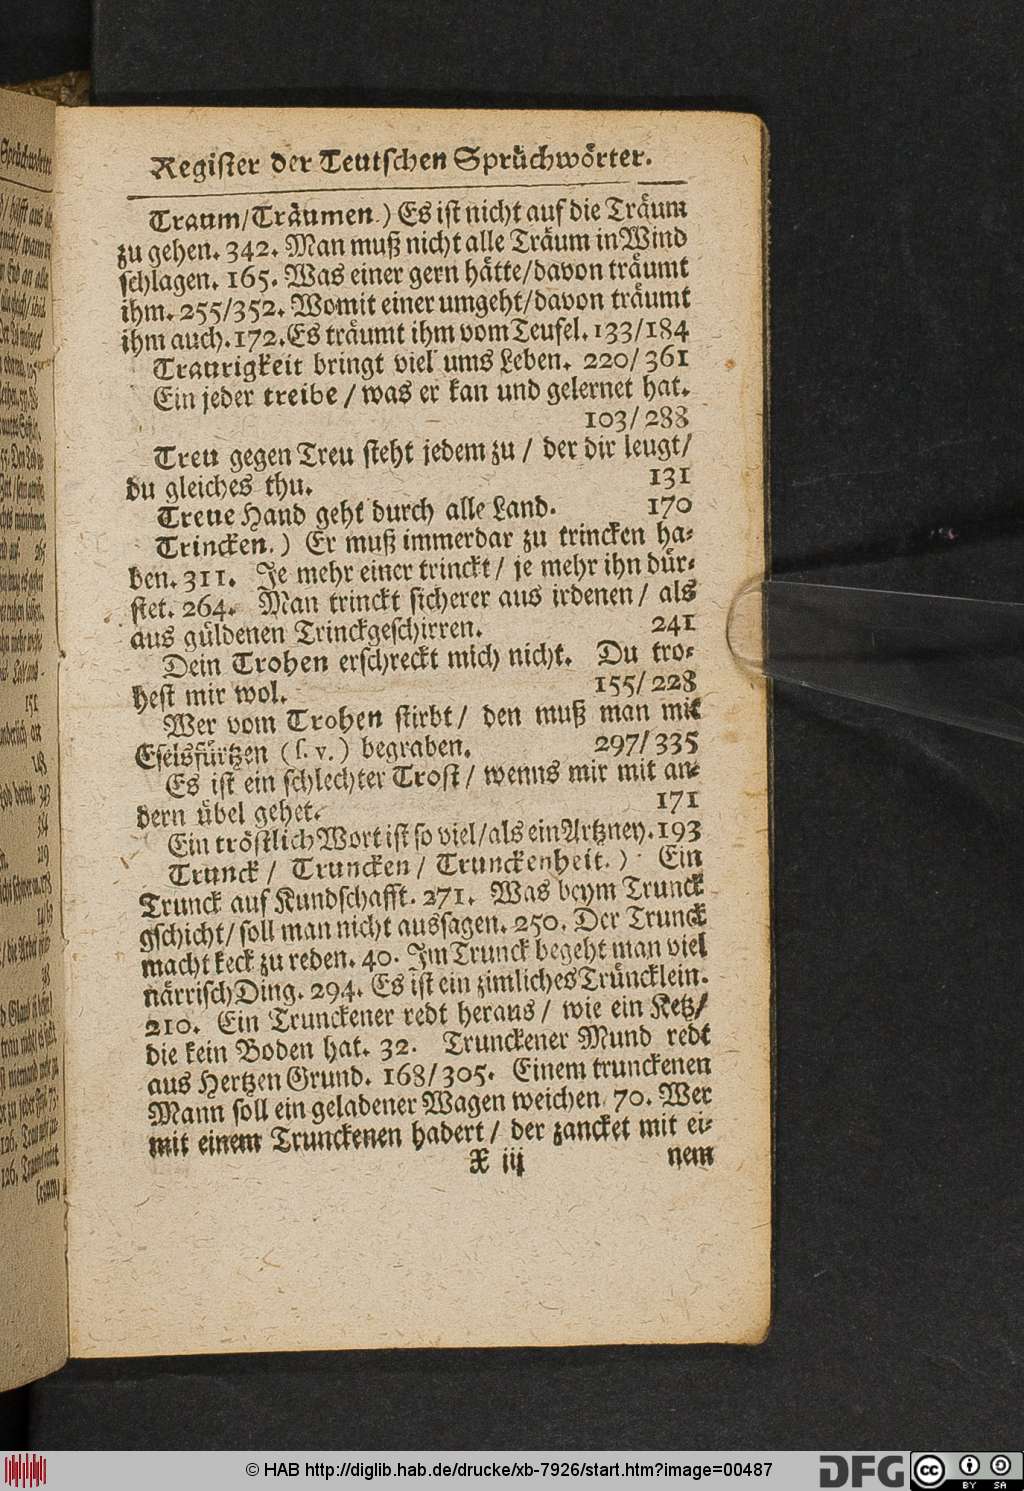 Register der Teutschen Sprüchwörter.
Traum/Träumen.) Es ist nicht auf die Träum
zu gehen. 342. Man muß nicht alle Träum in Wind
schlagen. 165. Was einer gern hätte/davon träumt
ihm. 255/352. Womit einer umgeht/davon träumt
ihm auch. 172. Es träumt ihm vom Teufel. 133/184
Traurigkeit bringt viel ums Leben. 220/361
Ein jeder treibe/was er kan und gelernet hat.
103/288
Treu gegen Treu steht jedem zu/ der dir leugt/
du gleiches thu. 131
Treue Hand geht durch alle Land. 170
Trincken.) Er muß immerdar zu trincken ha-
ben. 311. Je mehr einer trinckt/ je mehr ihn dür-
stet. 264. Man trinckt sicherer aus irdenen/ als
aus güldenen Trinckgeschirren. 241
Dein Trohen erschreckt mich nicht. Du tro-
hest mir wol. 155/228
Wer vom Trohen stirbt/ den muß man mit
Eselsfürtzen (s.v.) begraben. 297/335
Es ist ein schlechter Trost/ wenns mir mit an-
dern übel gehet. 171
Ein tröstlich Wort ist so viel/als ein Artzney. 193
Trunck/ Truncken/ Trunckenheit.) Ein
Trunck auf Kundschafft. 271. Was beym Trunck
gschicht/ soll man nicht aussagen. 250. Der Trunck
macht keck zu reden. 40. Im Trunck begeht man viel
närrisch Ding. 294. Es ist ein zimliches Trüncklein.
210. Ein Trunckener redt heraus/ wie ein Ketz/
die kein Boden hat. 32. Trunckener Mund redt
aus Hertzen Grund. 168/305. Einem trunckenen
Mann soll ein geladener Wagen weichen. 70. Wer
mit einem Trunckenen hadert/ der zancket mit ei-
X iij nem
© HAB http://diglib.hab.de/drucke/xb-7926/start.htm?image=00487
DFG
cc
BY SA